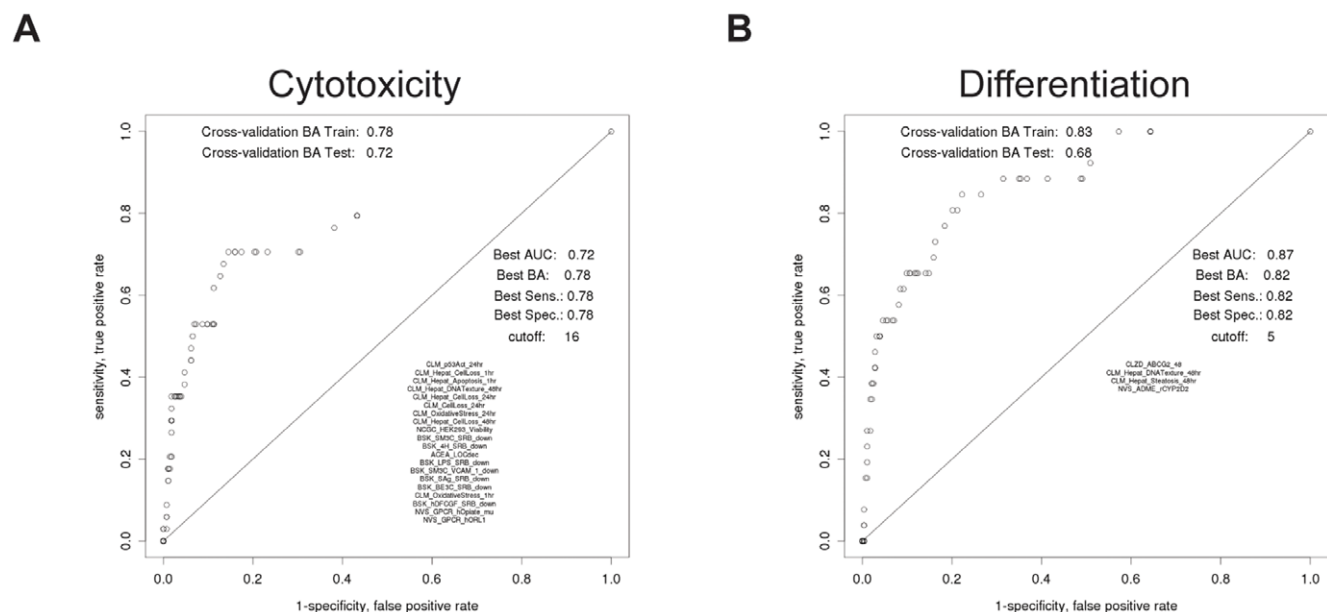 A
Cytotoxicity
Cross-validation BA Train: 0.78
Cross-validation BA Test: 0.72
Best AUC: 0.72
Best BA: 0.78
Best Sens.: 0.78
Best Spec.: 0.78
cutoff: 16
CLM_p53Act_24hr
CLM_Hepat_CellLoss_1hr
CLM_Hepat_Apoptosis_1hr
CLM_Hepat_DNATexture_48hr
CLM_Hepat_CellLoss_24hr
CLM_CellLoss_24hr
CLM_OxidativeStress_24hr
CLM_Hepat_CellLoss_48hr
NCGC_HEK293_Viability
BSK_SM3C_SRB_down
BSK_4H_SRB_down
ACEA_LOCdec
BSK_LPS_SRB_down
BSK_SM3C_VCAM_1_down
BSK_SAg_SRB_down
BSK_BE3C_SRB_down
CLM_OxidativeStress_1hr
BSK_hDFCGF_SRB_down
NVS_GPCR_hOpiate_mu
NVS_GPCR_hORL1
sensitivity, true positive rate
0.0
0.2
0.4
0.6
0.8
1.0
0.0 0.2 0.4 0.6 0.8 1.0
1-specificity, false positive rate
B
Differentiation
Cross-validation BA Train: 0.83
Cross-validation BA Test: 0.68
Best AUC: 0.87
Best BA: 0.82
Best Sens.: 0.82
Best Spec.: 0.82
cutoff: 5
CLZD_ABCG2_48
CLM_Hepat_DNATexture_48hr
CLM_Hepat_Steatosis_48hr
NVS_ADME_rCYP2D2
sensitivity, true positive rate
0.0
0.2
0.4
0.6
0.8
1.0
0.0 0.2 0.4 0.6 0.8 1.0
1-specificity, false positive rate